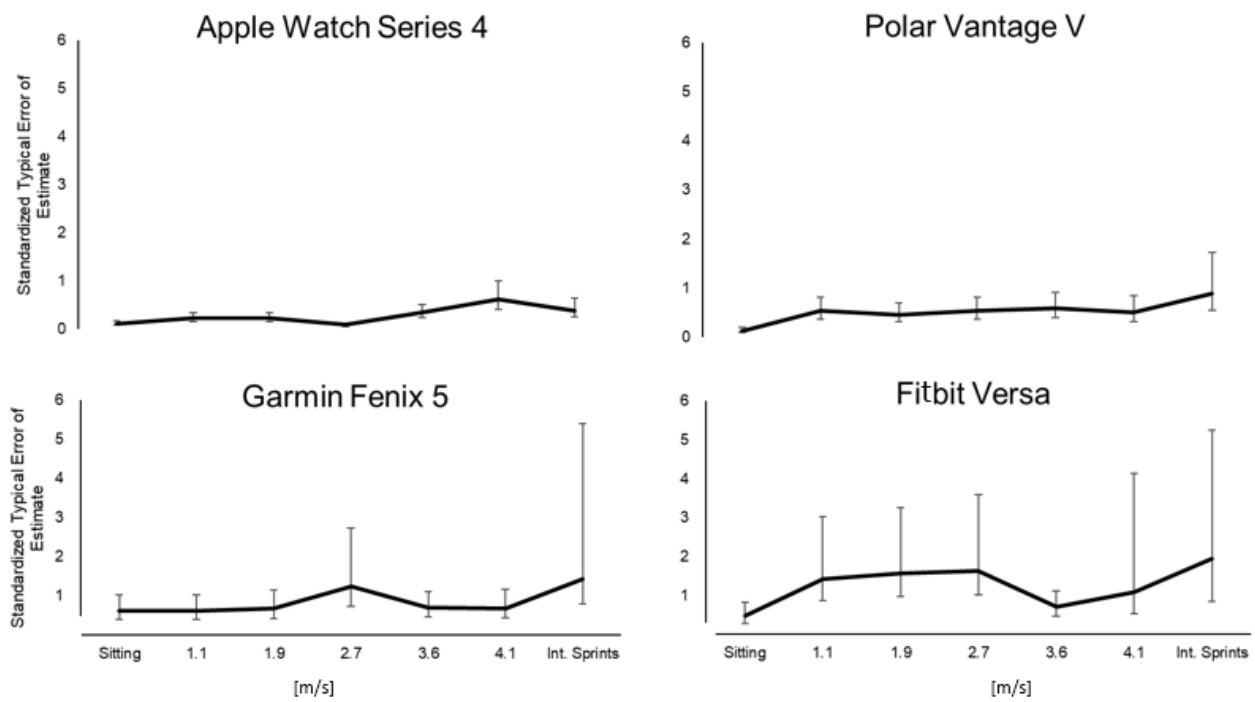 Apple Watch Series 4
Polar Vantage V
Standardized Typical Error of
Estimate
6
5
4
3
2
1
0
6
5
4
3
2
1
0
Garmin Fenix 5
Fitbit Versa
Standardized Typical Error of
Estimate
6
5
4
3
2
1
6
5
4
3
2
1
Sitting 1.1 1.9 2.7 3.6 4.1 Int. Sprints
Sitting 1.1 1.9 2.7 3.6 4.1 Int. Sprints
[m/s]
[m/s]